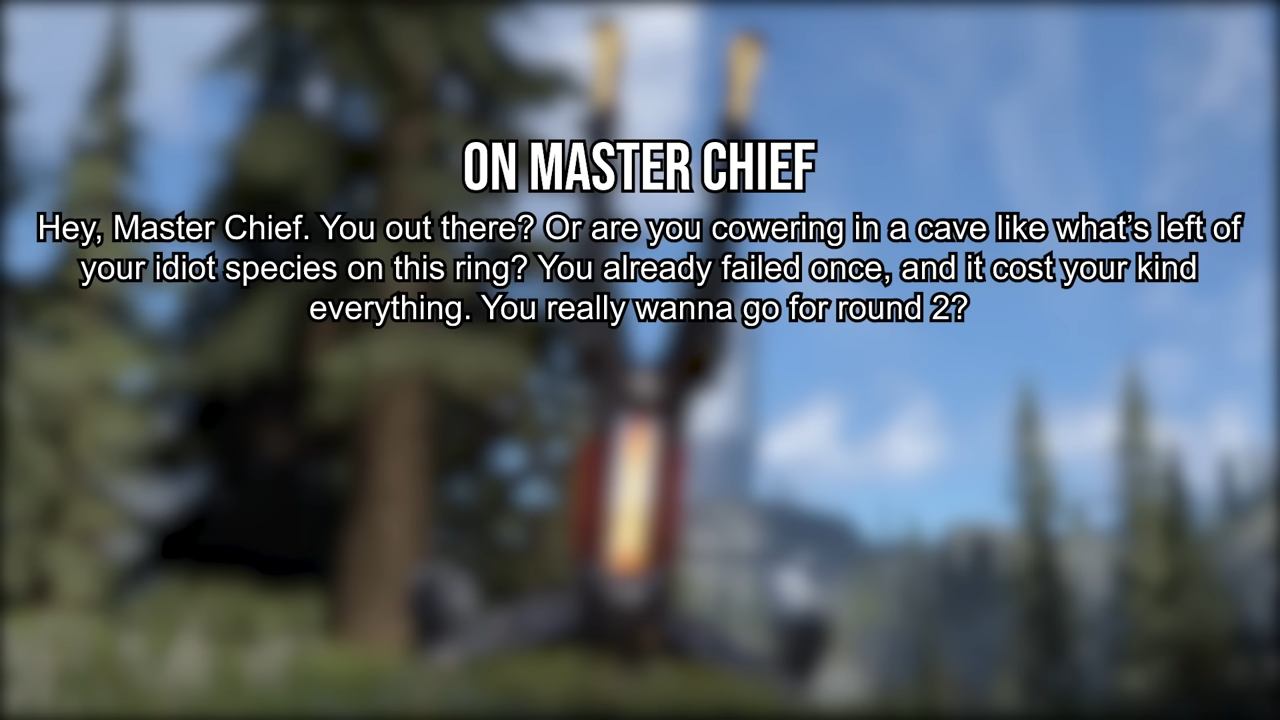 ON MASTER CHIEF
Hey, Master Chief. You out there? Or are you cowering in a cave like what’s left of
your idiot species on this ring? You already failed once, and it cost your kind
everything. You really wanna go for round 2?